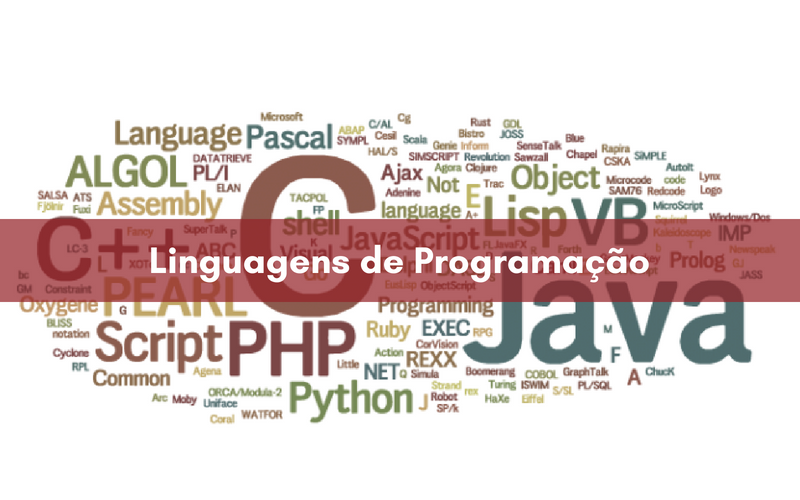 Microsoft
Cg
C/AL
Rust
GDL
Language
Pascal
ABAP
SYMPL
Cesil
Scala
Bistro
JOSS
Blue
Genie
Inform
SenseTalk
Rapira
HAL/S
SIMSCRIPT
Revolution
Sawzall
Chapel
CSKA
SiMPLE
ALGOL
DATATRIEVE
PL/I
ELAN
C
Ajax
Agora
Clojure
Object
AutoIt
Not
E
Trac
Microcode
code
Lynx
Adenine
SAM76
Redcode
Logo
SALSA
ATS
Fjölnir
Fuxi
Assembly
TACPOL
FP
language
A+
Lisp
VB
MicroScript
shell
Squirrel
Windows/Dos
C++
Fancy
SuperTalk
P
JavaScript
Kaleidoscope
IMP
LC-3
ABC
K
Visual
FL
JavaFX
R
Forth
b
T
Newspeak
L
XOTcl
Go
Prolog
GJ
JASS
Linguagens de Programação
bc
GM
Constraint
EusLisp
ObjectScript
Oxygene
G
PEARL
Programming
Java
BLISS
notation
Script
PHP
Ruby
EXEC
RPG
M
Cyclone
Action
CorVision
REXX
F
RPL
Little
NET
Q
Simula
Boomerang
COBOL
GraphTalk
A
ChucK
Common
Agena
Strand
rex
Turing
ISWIM
PL/SQL
S/SL
Arc
Moby
ORCA/Modula-2
Uniface
Python
J
Robot
SP/k
HaXe
Eiffel
Coral
WATFOR